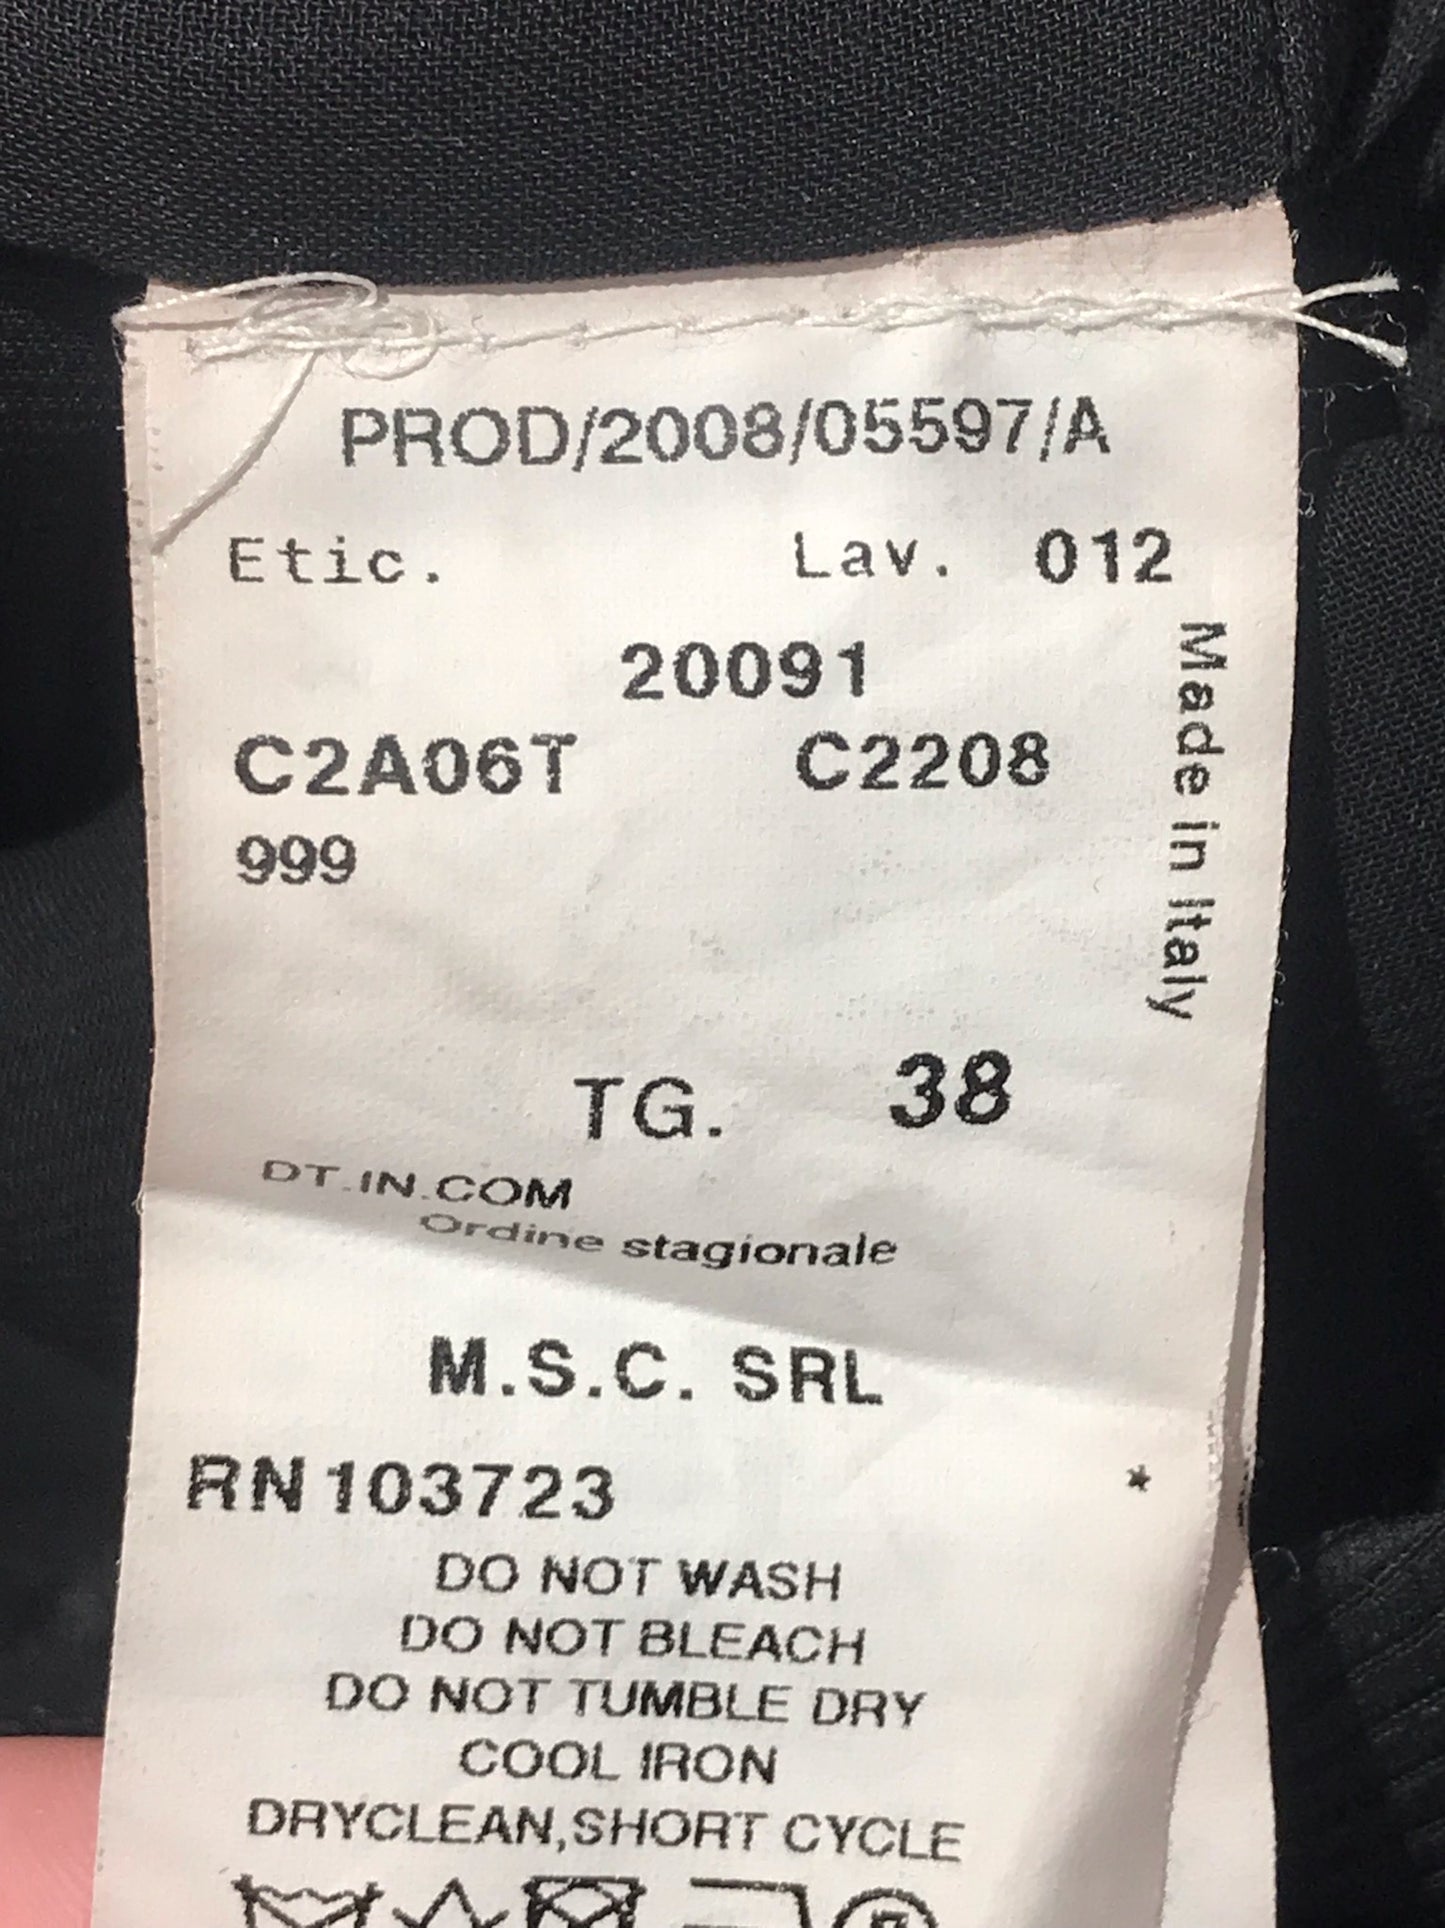 PROD/2008/05597/A
Etic. Lav. 012
20091
C2A06T C2208
999
Made in Italy
TG. 38
DT.IN.COM
Ordine stagionale
M.S.C. SRL
RN 103723 *
DO NOT WASH
DO NOT BLEACH
DO NOT TUMBLE DRY
COOL IRON
DRYCLEAN,SHORT CYCLE